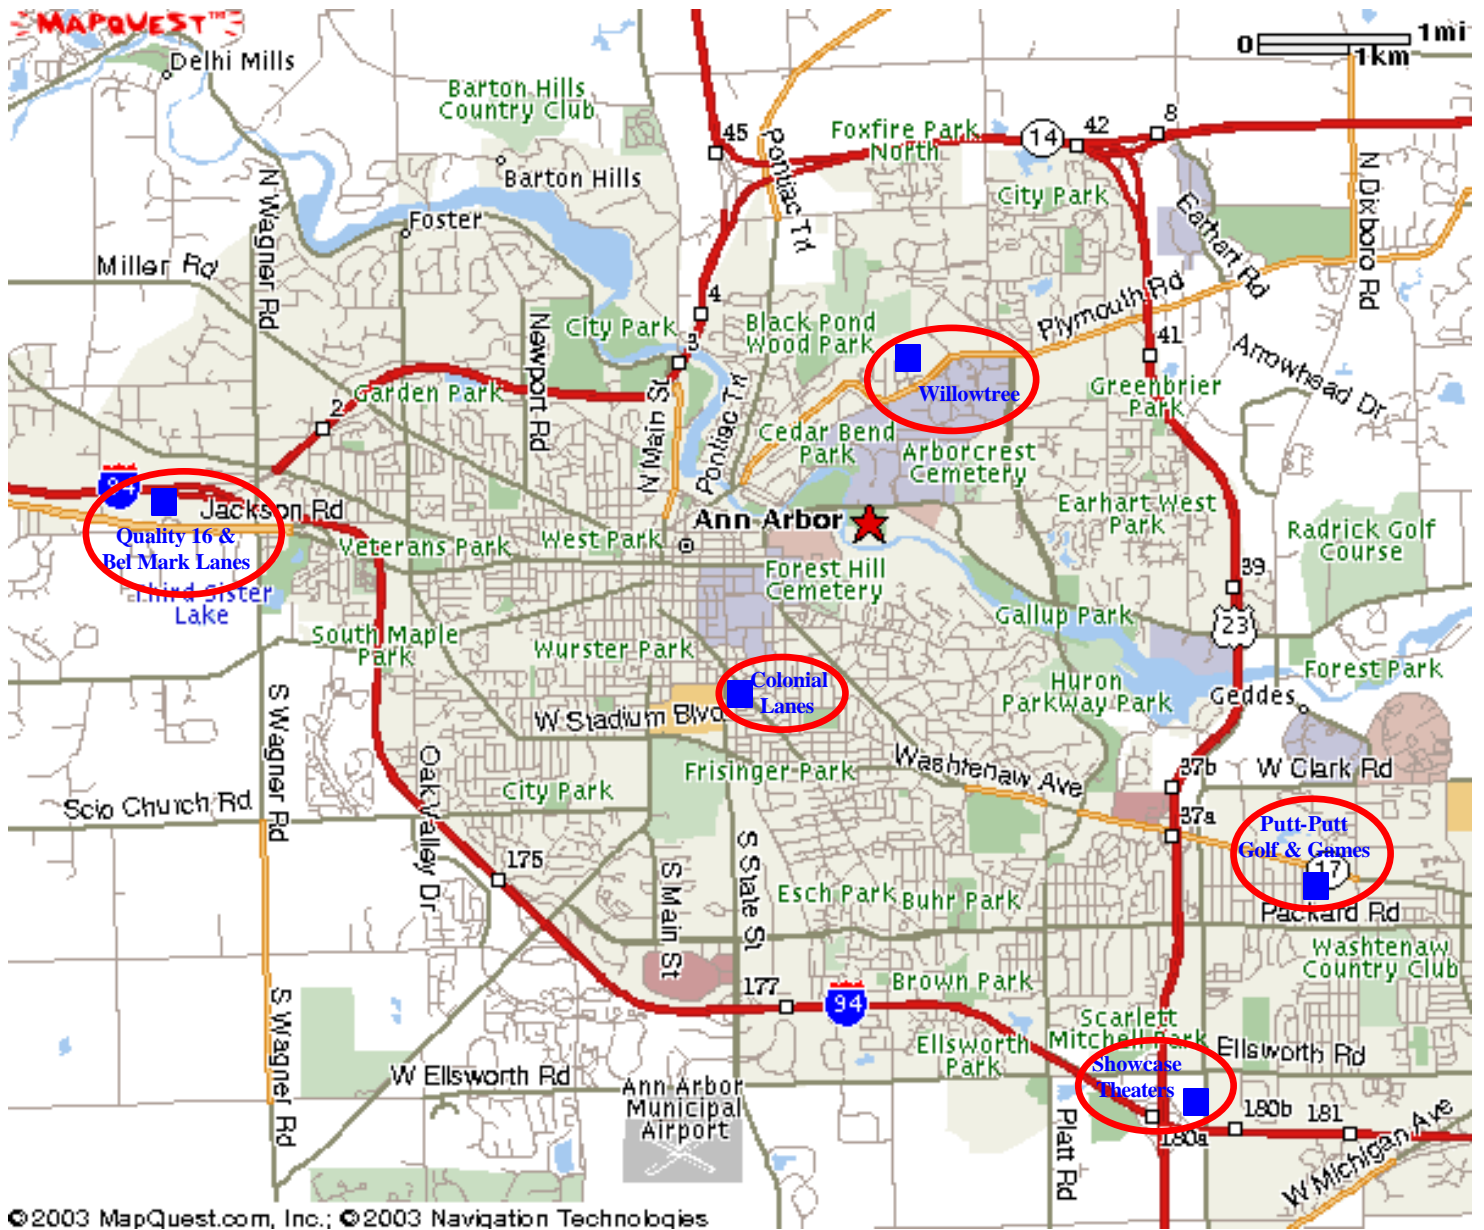 MAPQUEST™
0
1mi
1km
Delhi Mills
Barton Hills
Country Club
45
Pontiac Tr
Foxfire Park
North
14
42
8
Barton Hills
City Park
N Dixboro Rd
N Wagner Rd
Foster
Earhart Rd
Miller Rd
4
Plymouth Rd
Newport Rd
City Park
3
Black Pond
Wood Park
41
Arrowhead Dr
Willowtree
Greenbrier
Park
Garden Park
2
N Main St
Pontiac Tr
Cedar Bend
Park
Arborcrest
Cemetery
94
Jackson Rd
Quality 16 &
Bel Mark Lanes
Third Sister
Lake
Veterans Park
West Park
Ann Arbor
Earhart West
Park
Radrick Golf
Course
Forest Hill
Cemetery
39
Gallup Park
23
South Maple
Park
Wurster Park
Forest Park
Colonial
Lanes
Huron
Parkway Park
Geddes
S Wagner Rd
W Stadium Blvd
Oak Valley Dr
Frisinger Park
Washtenaw Ave
37b
W Clark Rd
City Park
Scio Church Rd
37a
Putt-Putt
Golf & Games
17
175
S Main St
S State St
Esch Park
Buhr Park
Packard Rd
Washtenaw
Country Club
Brown Park
177
94
S Wagner Rd
Scarlett
Mitchell Park
Ellsworth
Park
Ellsworth Rd
Showcase
Theaters
W Ellsworth Rd
Ann Arbor
Municipal
Airport
Platt Rd
180a
180b
181
W Michigan Ave
©2003 MapQuest.com, Inc.; ©2003 Navigation Technologies